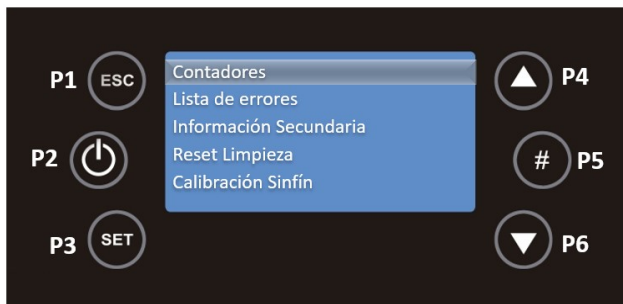 P1 ESC
P2
P3 SET
Contadores
Lista de errores
Información Secundaria
Reset Limpieza
Calibración Sinfín
P4
# P5
P6